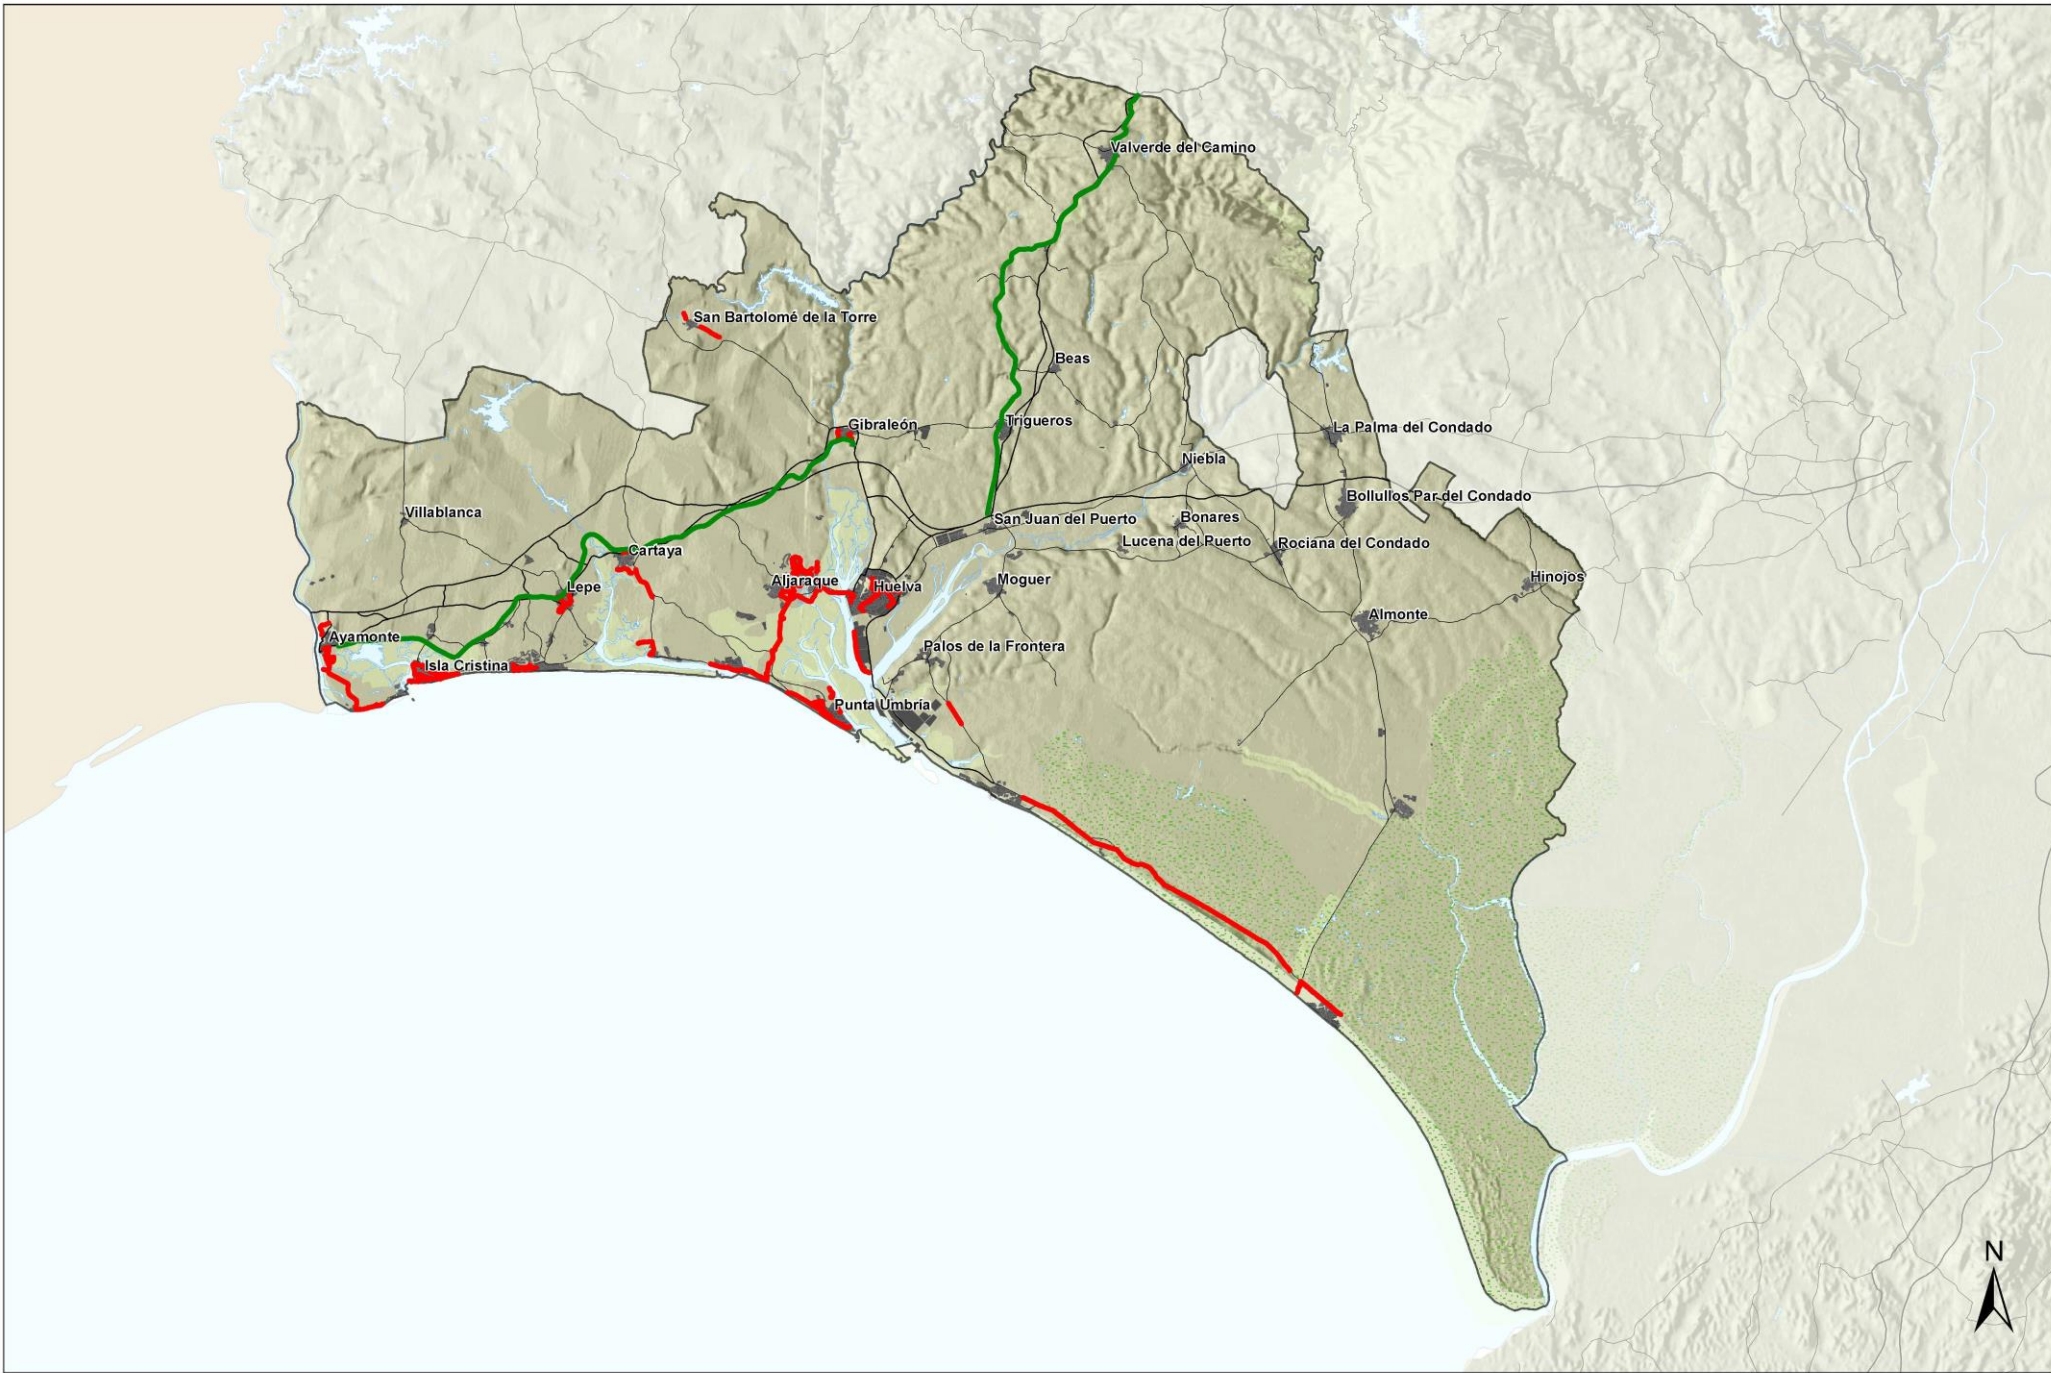 Valverde del Camino
San Bartolomé de la Torre
Beas
Gibraleón
Trigueros
La Palma del Condado
Niebla
Bollullos Par del Condado
Villablanca
San Juan del Puerto
Bonares
Lucena del Puerto
Rociana del Condado
Cartaya
Aljaraque
Huelva
Moguer
Hinojos
Lepe
Almonte
Ayamonte
Palos de la Frontera
Isla Cristina
Punta Umbría
N